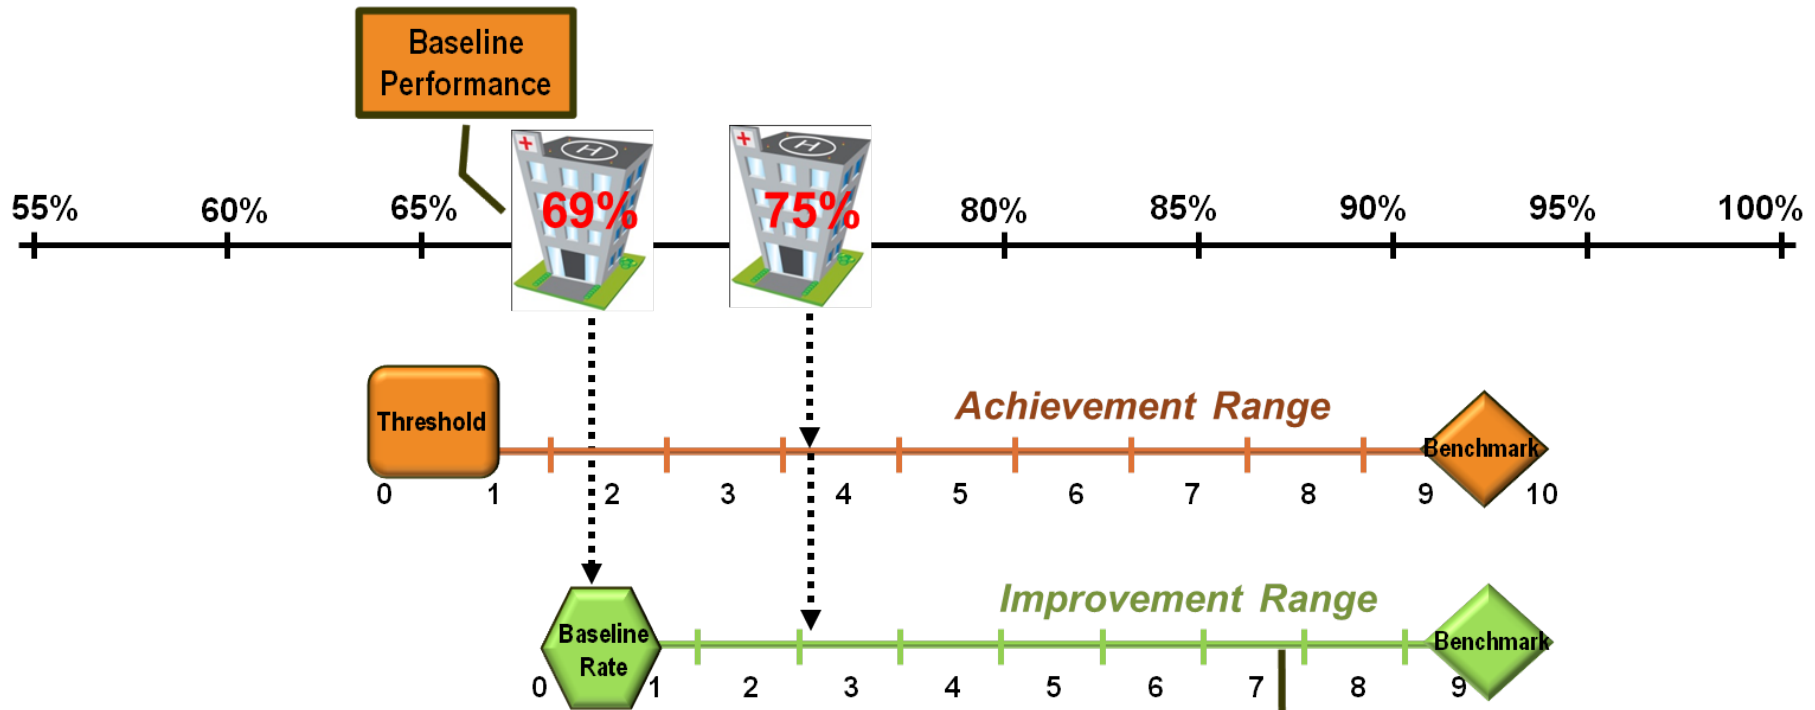 Baseline
Performance
55% 60% 65% 69% 75% 80% 85% 90% 95% 100%
H H
Achievement Range
Threshold
Benchmark
0 1 2 3 4 5 6 7 8 9 10
Improvement Range
Baseline
Rate
Benchmark
0 1 2 3 4 5 6 7 8 9